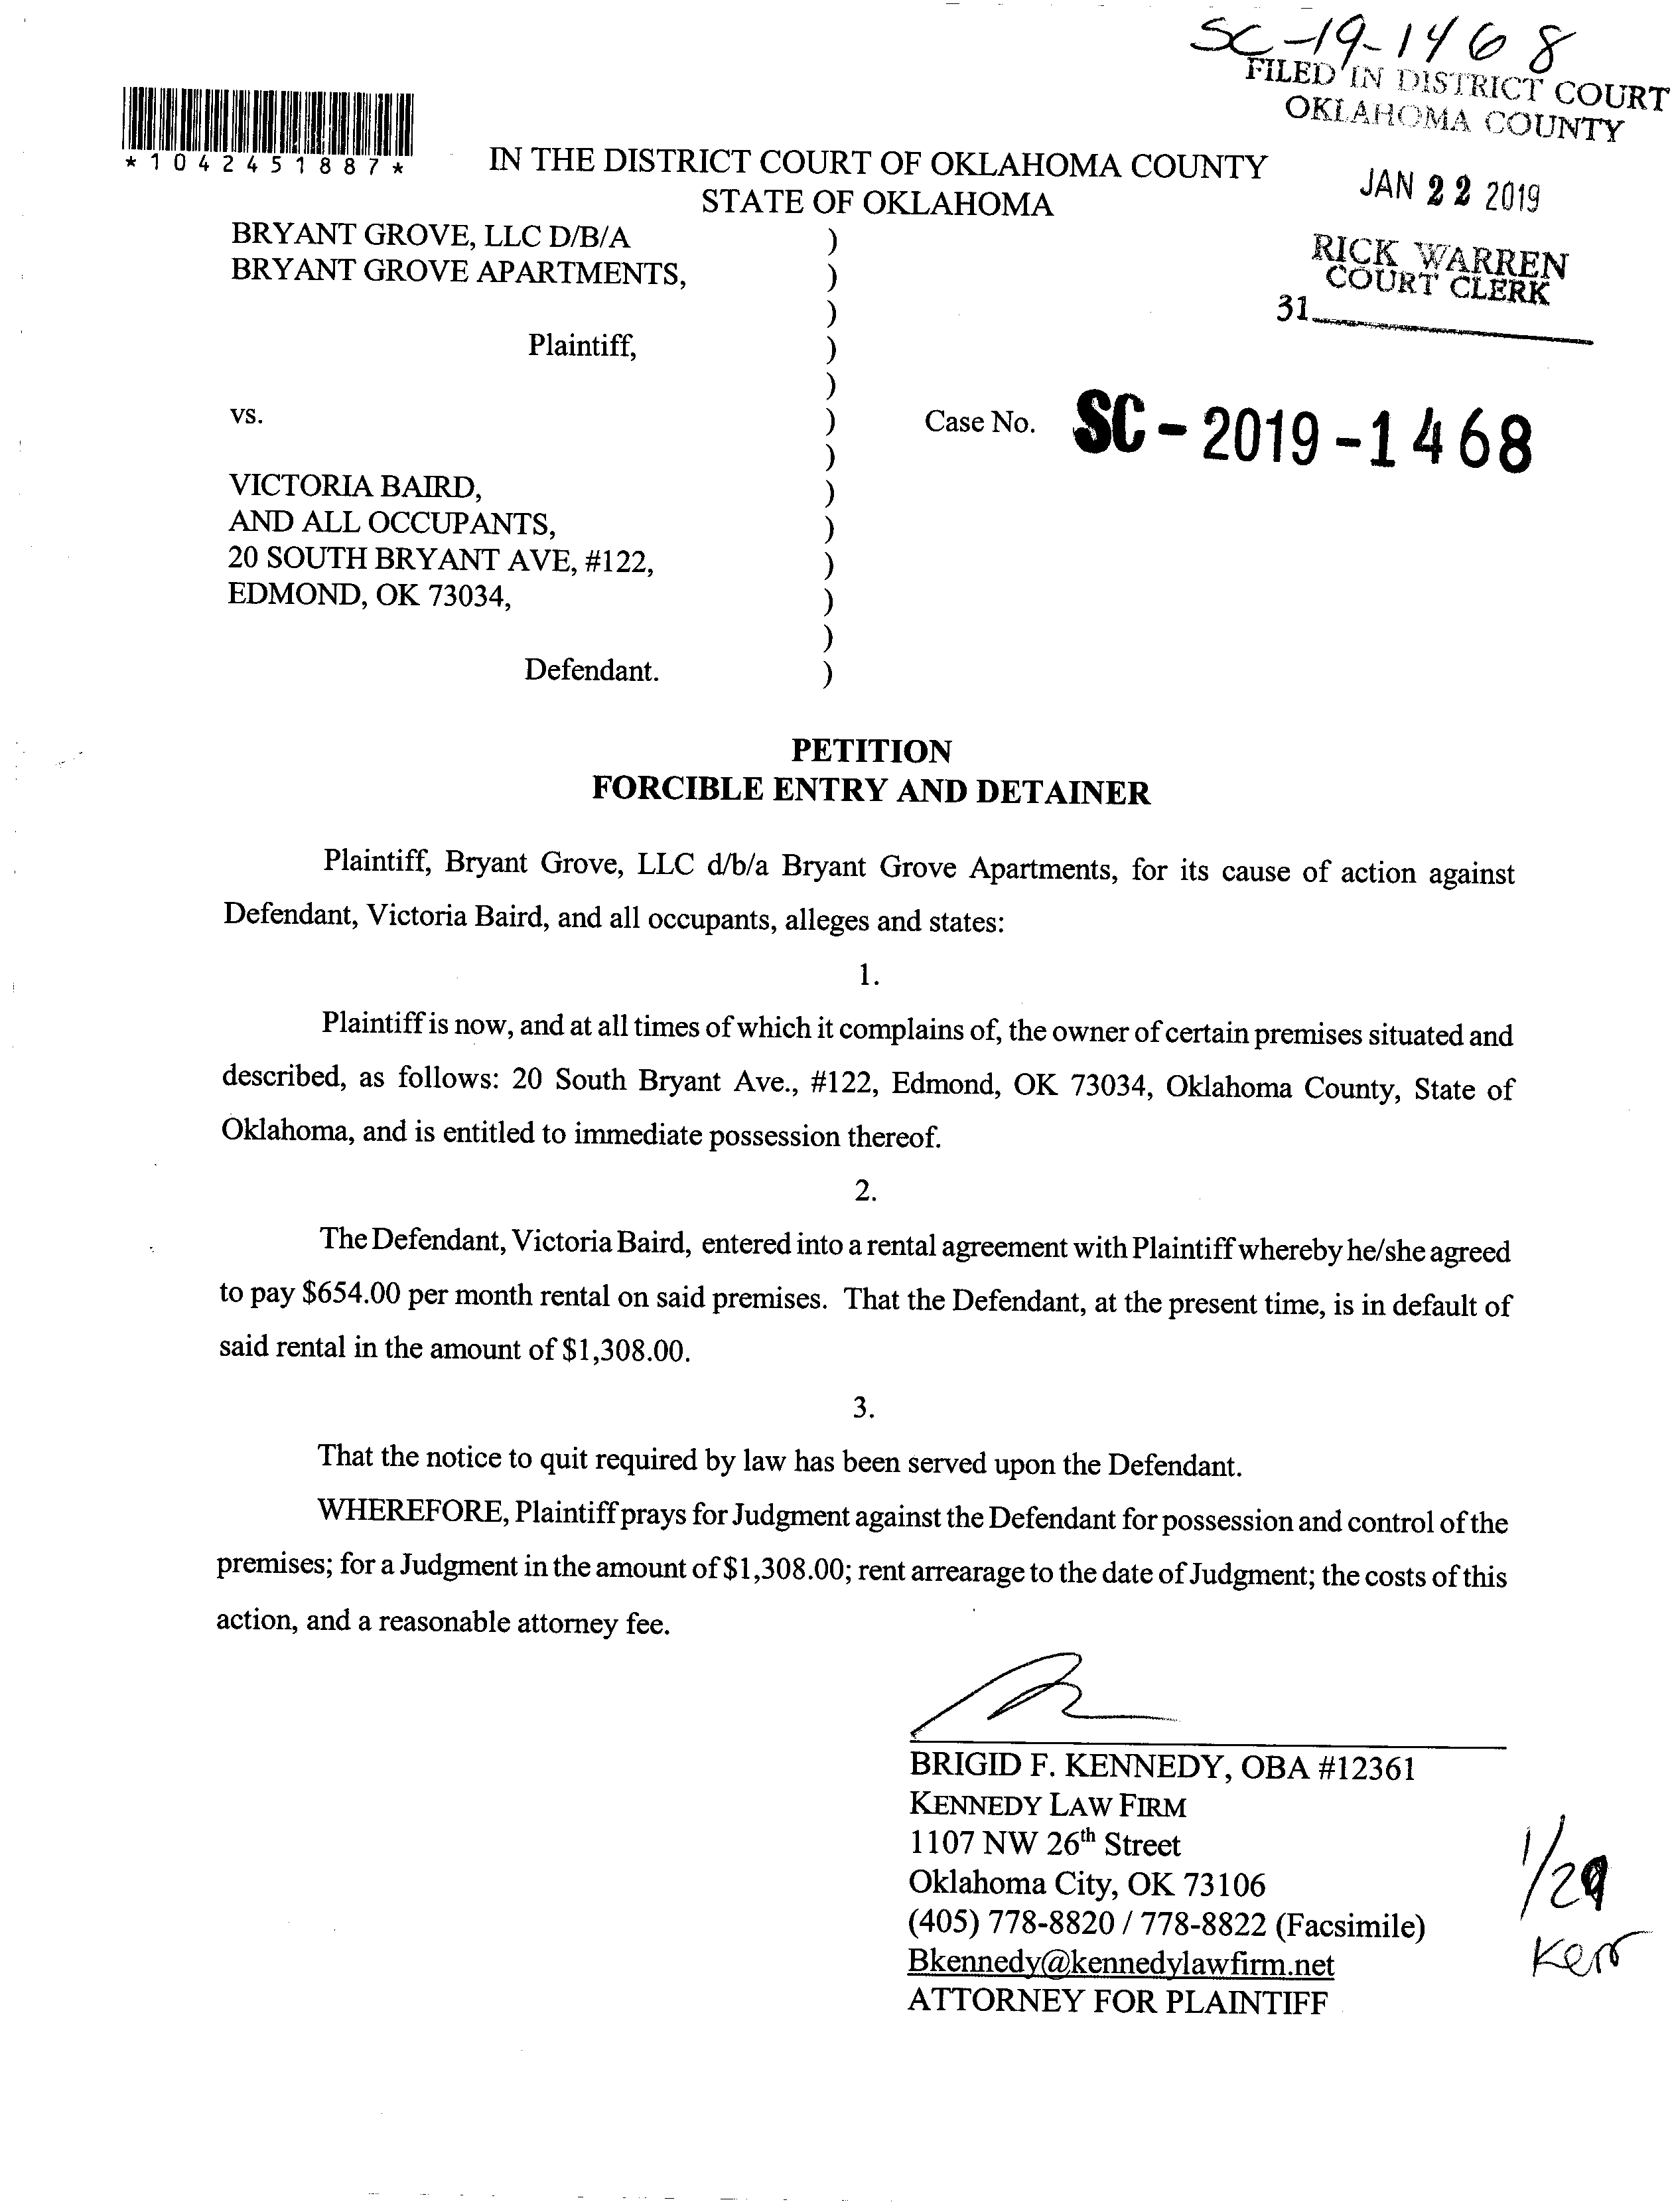 SC-19-1468
FILED IN DISTRICT COURT
OKLAHOMA COUNTY
*1042451887*
IN THE DISTRICT COURT OF OKLAHOMA COUNTY
STATE OF OKLAHOMA
JAN 22 2019
RICK WARREN
COURT CLERK
31
BRYANT GROVE, LLC D/B/A )
BRYANT GROVE APARTMENTS, )
)
Plaintiff, )
)
vs. ) Case No. SC - 2019 - 1468
)
VICTORIA BAIRD, )
AND ALL OCCUPANTS, )
20 SOUTH BRYANT AVE, #122, )
EDMOND, OK 73034, )
)
Defendant. )
PETITION
FORCIBLE ENTRY AND DETAINER
Plaintiff, Bryant Grove, LLC d/b/a Bryant Grove Apartments, for its cause of action against
Defendant, Victoria Baird, and all occupants, alleges and states:
1.
Plaintiff is now, and at all times of which it complains of, the owner of certain premises situated and
described, as follows: 20 South Bryant Ave., #122, Edmond, OK 73034, Oklahoma County, State of
Oklahoma, and is entitled to immediate possession thereof.
2.
The Defendant, Victoria Baird, entered into a rental agreement with Plaintiff whereby he/she agreed
to pay $654.00 per month rental on said premises. That the Defendant, at the present time, is in default of
said rental in the amount of $1,308.00.
3.
That the notice to quit required by law has been served upon the Defendant.
WHEREFORE, Plaintiff prays for Judgment against the Defendant for possession and control of the
premises; for a Judgment in the amount of $1,308.00; rent arrearage to the date of Judgment; the costs of this
action, and a reasonable attorney fee.
BRIGID F. KENNEDY, OBA #12361
KENNEDY LAW FIRM
1107 NW 26th Street
Oklahoma City, OK 73106
(405) 778-8820 / 778-8822 (Facsimile)
Bkennedy@kennedylawfirm.net
ATTORNEY FOR PLAINTIFF
1/29
Kerr